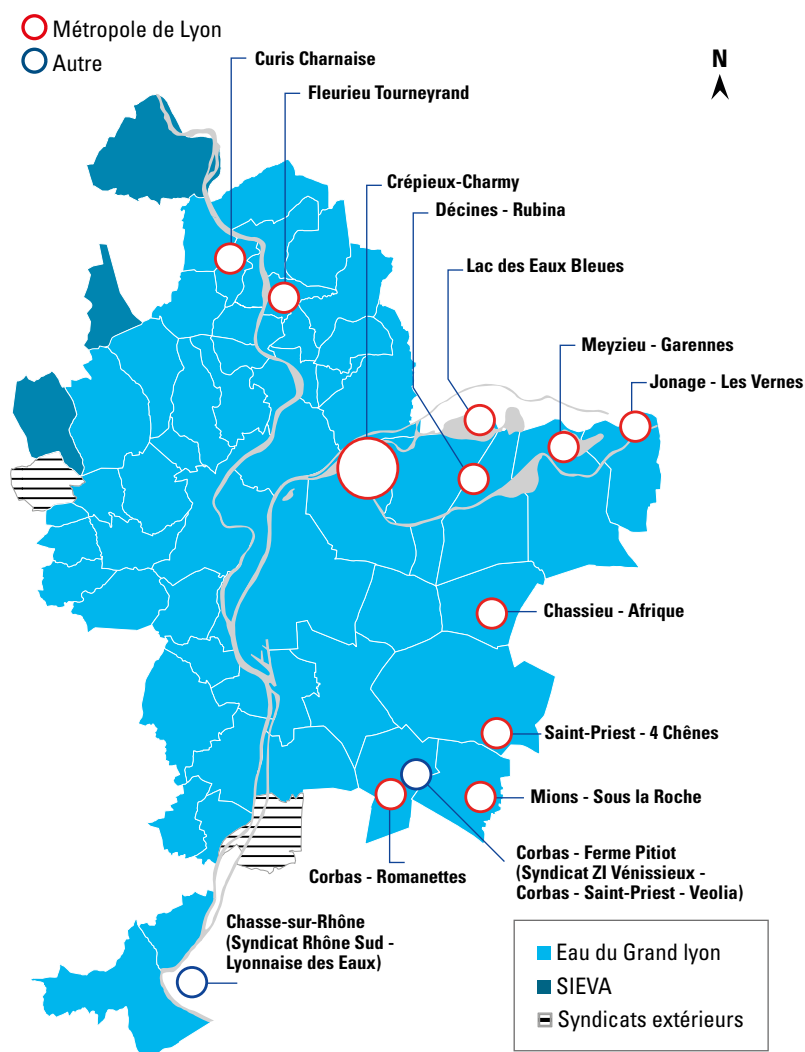 Métropole de Lyon
Autre
N
Curis Charnaise
Fleurieu Tourneyrand
Crépieux-Charmy
Décines - Rubina
Lac des Eaux Bleues
Meyzieu - Garennes
Jonage - Les Vernes
Chassieu - Afrique
Saint-Priest - 4 Chênes
Mions - Sous la Roche
Corbas - Ferme Pitiot
(Syndicat ZI Vénissieux -
Corbas - Saint-Priest - Veolia)
Corbas - Romanettes
Chasse-sur-Rhône
(Syndicat Rhône Sud -
Lyonnaise des Eaux)
Eau du Grand lyon
SIEVA
Syndicats extérieurs